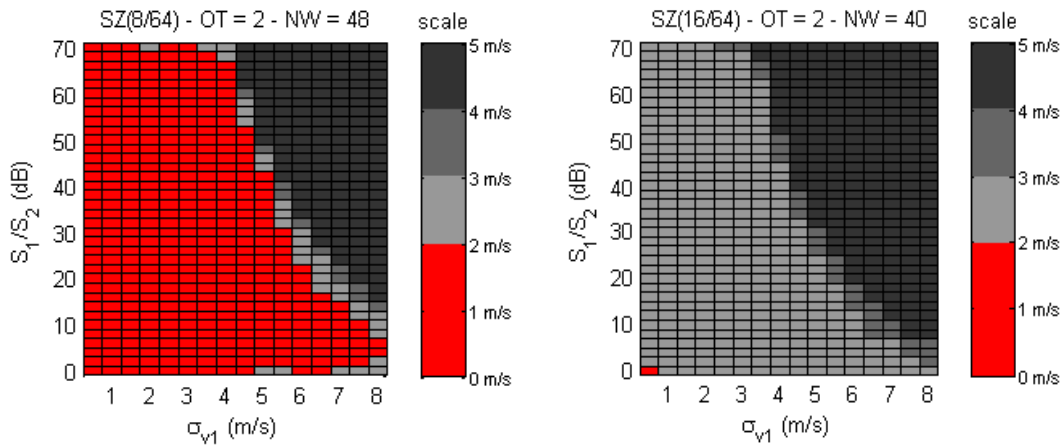 SZ(8/64) - OT = 2 - NW = 48
scale
70
60
50
40
30
20
10
0
S1/S2 (dB)
1 2 3 4 5 6 7 8
σv1 (m/s)
5 m/s
4 m/s
3 m/s
2 m/s
1 m/s
0 m/s
SZ(16/64) - OT = 2 - NW = 40
scale
70
60
50
40
30
20
10
0
S1/S2 (dB)
1 2 3 4 5 6 7 8
σv1 (m/s)
5 m/s
4 m/s
3 m/s
2 m/s
1 m/s
0 m/s